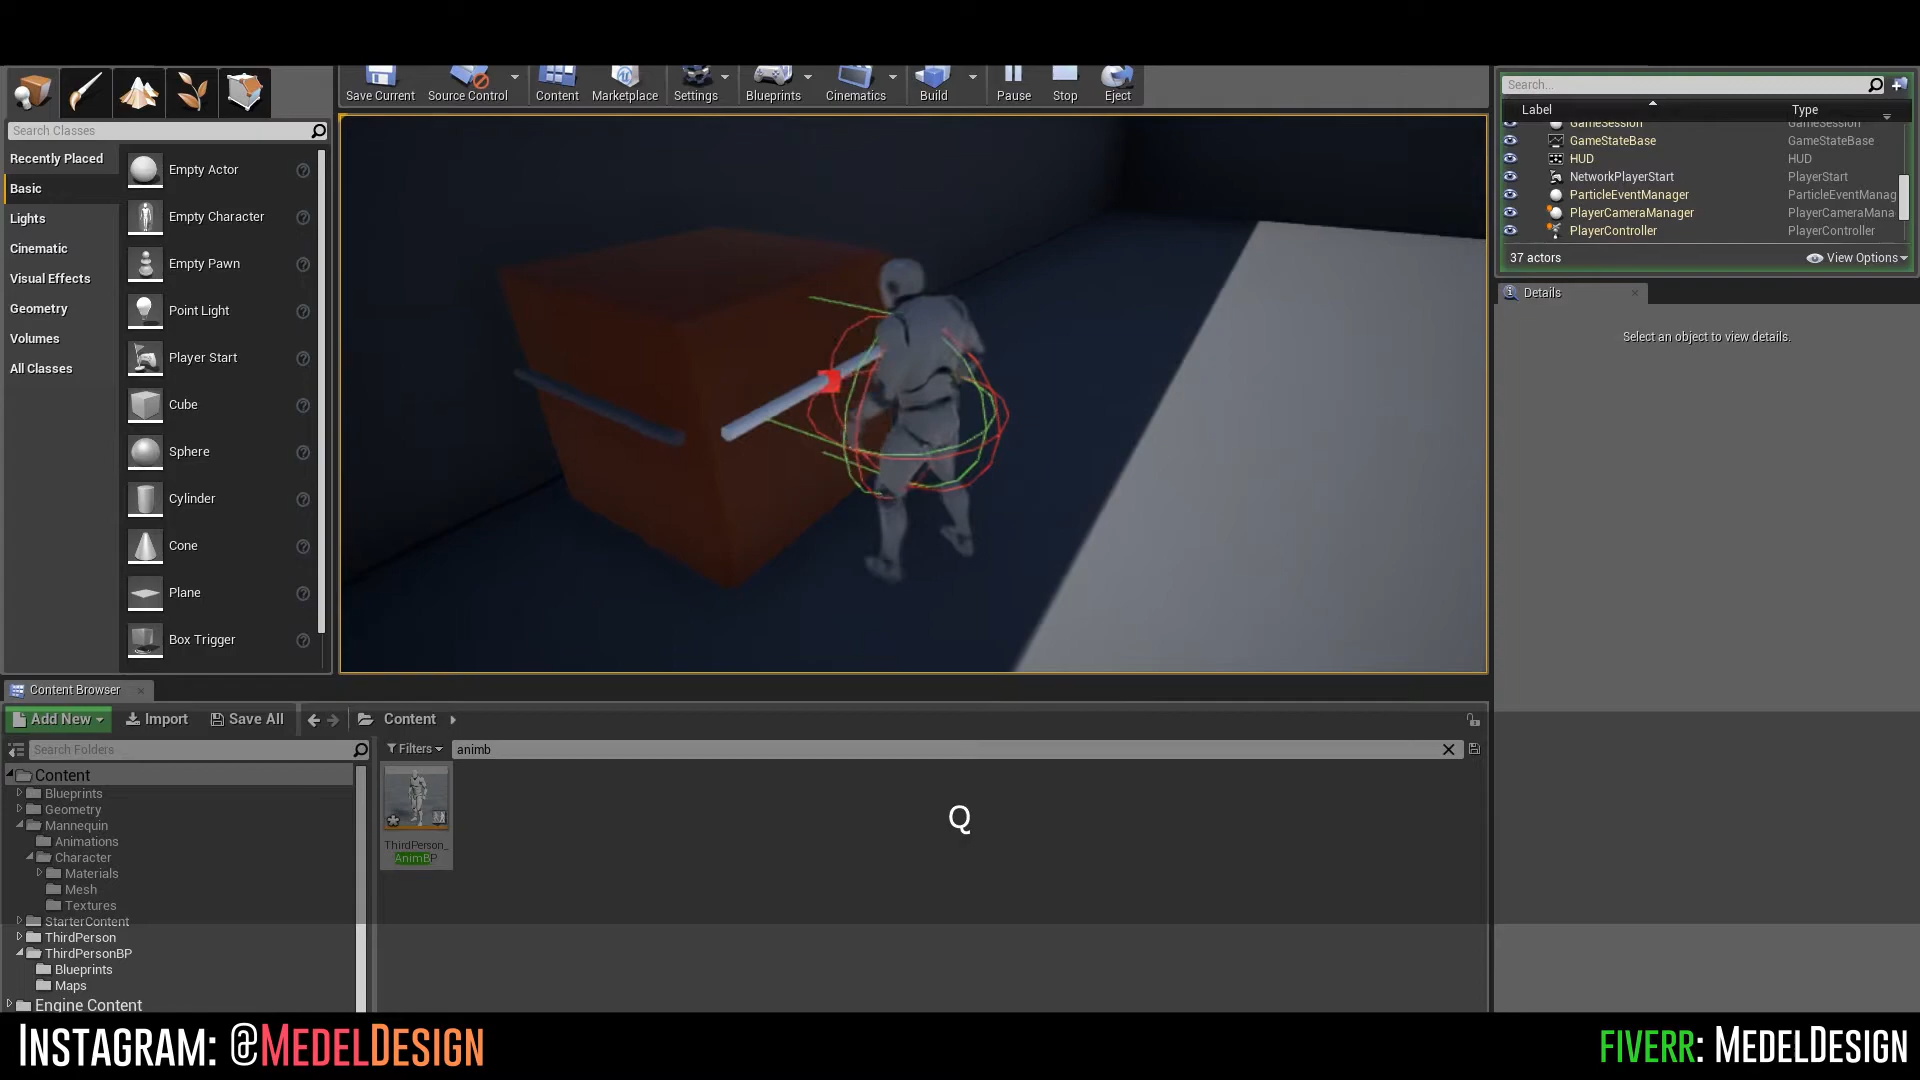 Save Current
Source Control
Content
Marketplace
Settings
Blueprints
Cinematics
Build
Pause
Stop
Eject
Search Classes
Recently Placed
Basic
Lights
Cinematic
Visual Effects
Geometry
Volumes
All Classes
Empty Actor
Empty Character
Empty Pawn
Point Light
Player Start
Cube
Sphere
Cylinder
Cone
Plane
Box Trigger
Search...
Label Type
GameSession GameSession
GameStateBase GameStateBase
HUD HUD
NetworkPlayerStart PlayerStart
ParticleEventManager ParticleEventManag
PlayerCameraManager PlayerCameraMana
PlayerController PlayerController
37 actors View Options
Details
Select an object to view details.
Content Browser
Add New Import Save All Content
Search Folders
Filters animb
Content
Blueprints
Geometry
Mannequin
Animations
Character
Materials
Mesh
Textures
StarterContent
ThirdPerson
ThirdPersonBP
Blueprints
Maps
Engine Content
ThirdPerson_
AnimBP
Q
Instagram: @MedelDesign
Fiverr: MedelDesign